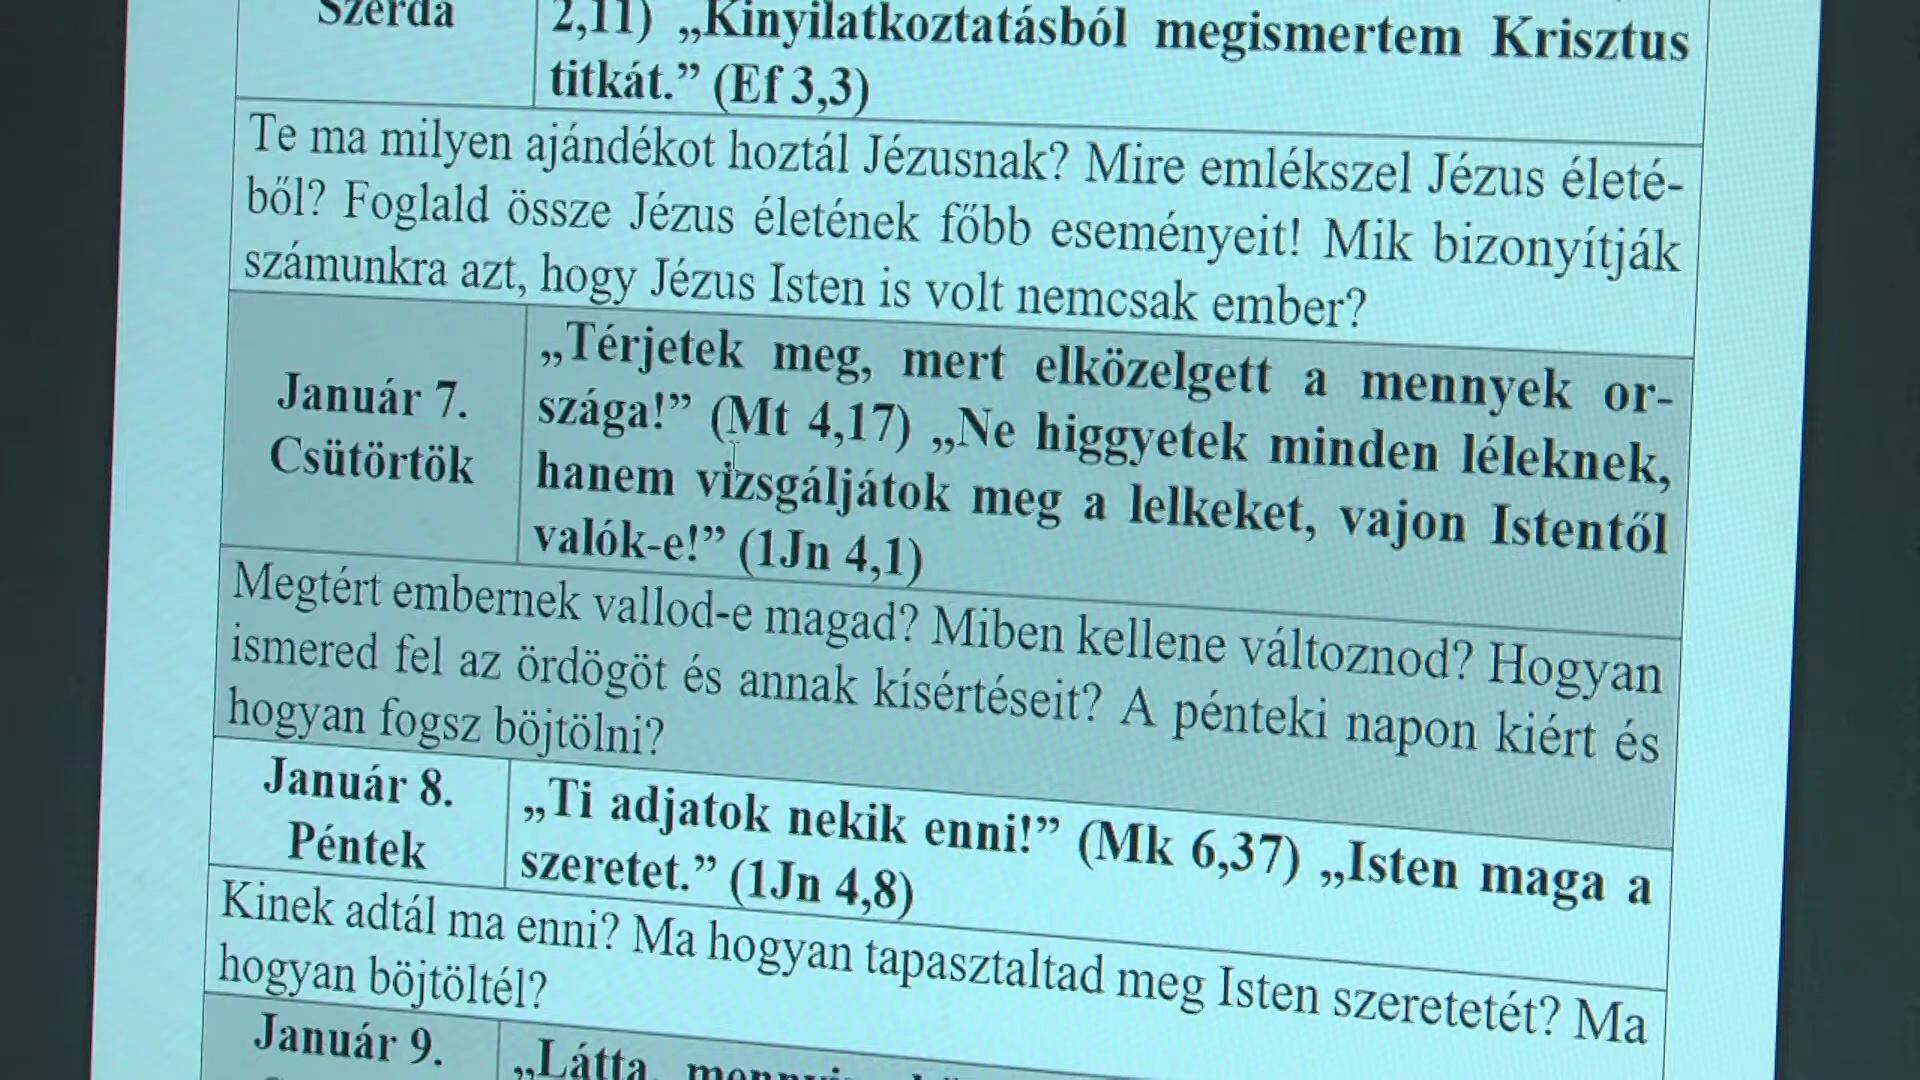 Szerda
2,11) „Kinyilatkoztatásból megismertem Krisztus
titkát.” (Ef 3,3)
Te ma milyen ajándékot hoztál Jézusnak? Mire emlékszel Jézus életé-
ből? Foglald össze Jézus életének főbb eseményeit! Mik bizonyítják
számunkra azt, hogy Jézus Isten is volt nemcsak ember?
Január 7.
Csütörtök
„Térjetek meg, mert elközelgett a mennyek or-
szága!” (Mt 4,17) „Ne higgyetek minden léleknek,
hanem vizsgáljátok meg a lelkeket, vajon Istentől
valók-e!” (1Jn 4,1)
Megtért embernek vallod-e magad? Miben kellene változnod? Hogyan
ismered fel az ördögöt és annak kísértéseit? A pénteki napon kiért és
hogyan fogsz böjtölni?
Január 8.
Péntek
„Ti adjatok nekik enni!” (Mk 6,37) „Isten maga a
szeretet.” (1Jn 4,8)
Kinek adtál ma enni? Ma hogyan tapasztaltad meg Isten szeretetét? Ma
hogyan böjtöltél?
Január 9.
„Látta,